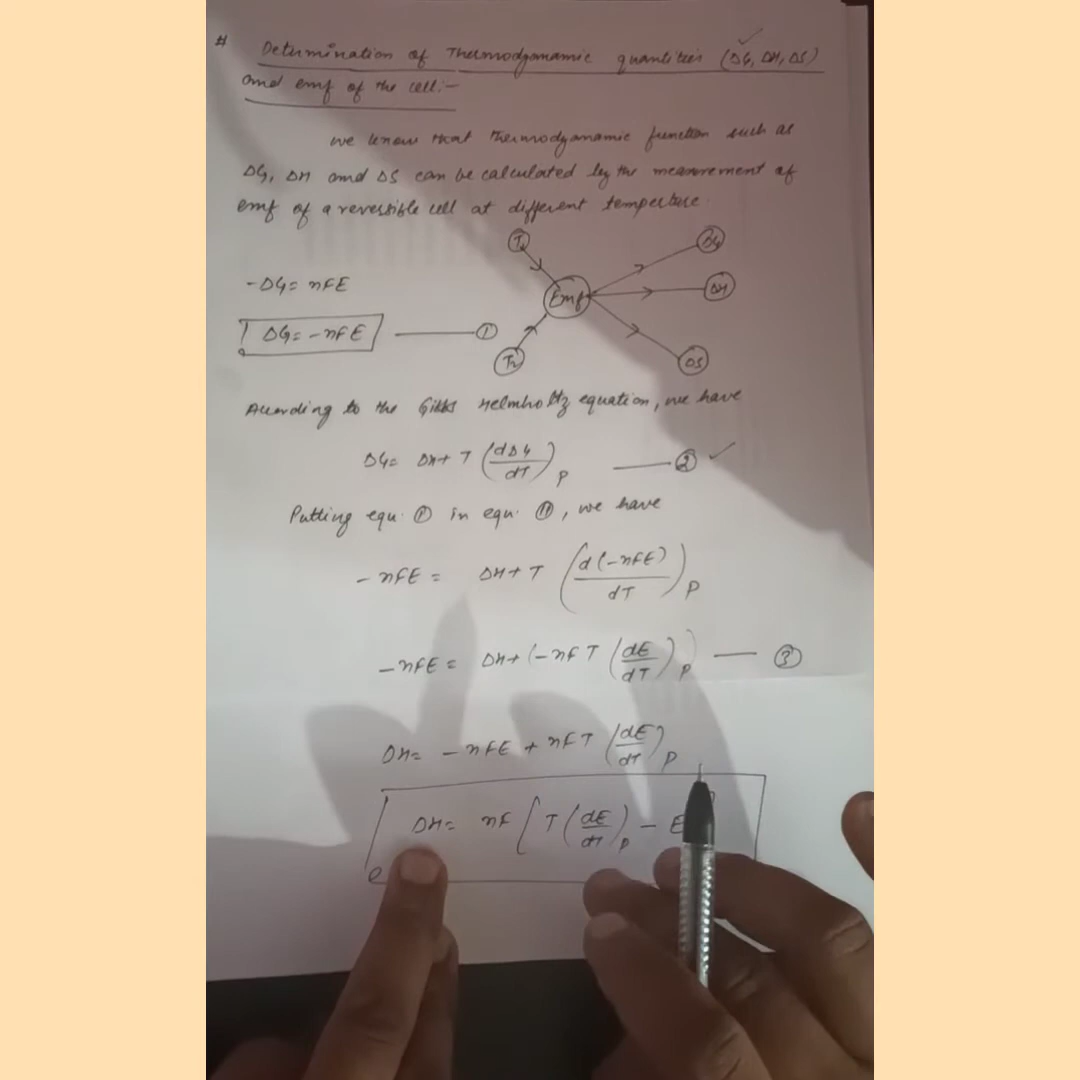 # Determination of Thermodynamic quantities (ΔG, ΔH, ΔS)
and emf of the cell:-
we know that thermodynamic function such as
ΔG, ΔH and ΔS can be calculated by the measurement of
emf of a reversible cell at different temperture.
T₁ ΔG
-ΔG = nFE Emf ΔH
ΔG = -nFE ①
T₂ ΔS
According to the Gibbs Helmholtz equation, we have
ΔG = ΔH + T (dΔG/dT)P ② ✓
Putting equ. ① in equ. ⑪, we have
-nFE = ΔH + T (d(-nFE)/dT)P
-nFE = ΔH + (-nFT (dE/dT)P) ③
ΔH = -nFE + nFT (dE/dT)P
ΔH = nF [T (dE/dT)P - E